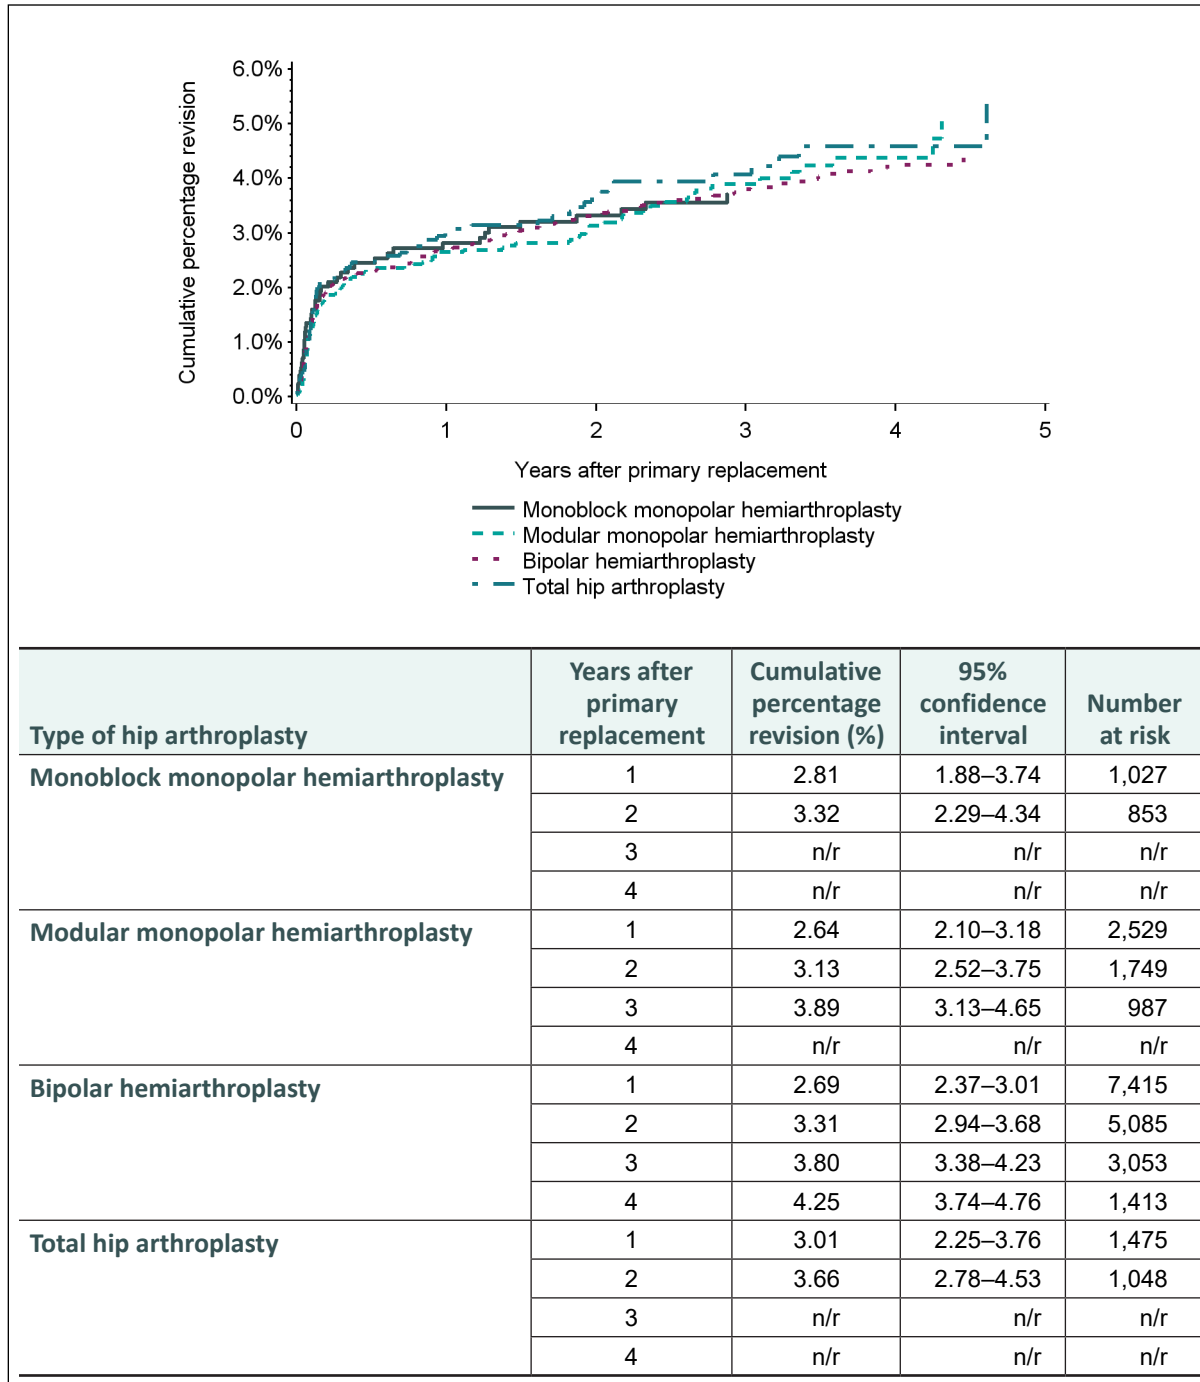 Cumulative percentage revision
6.0%
5.0%
4.0%
3.0%
2.0%
1.0%
0.0%
0 1 2 3 4 5
Years after primary replacement
Monoblock monopolar hemiarthroplasty
Modular monopolar hemiarthroplasty
Bipolar hemiarthroplasty
Total hip arthroplasty
Type of hip arthroplasty
Years after
primary
replacement
Cumulative
percentage
revision (%)
95%
confidence
interval
Number
at risk
Monoblock monopolar hemiarthroplasty 1 2.81 1.88–3.74 1,027
2 3.32 2.29–4.34 853
3 n/r n/r n/r
4 n/r n/r n/r
Modular monopolar hemiarthroplasty 1 2.64 2.10–3.18 2,529
2 3.13 2.52–3.75 1,749
3 3.89 3.13–4.65 987
4 n/r n/r n/r
Bipolar hemiarthroplasty 1 2.69 2.37–3.01 7,415
2 3.31 2.94–3.68 5,085
3 3.80 3.38–4.23 3,053
4 4.25 3.74–4.76 1,413
Total hip arthroplasty 1 3.01 2.25–3.76 1,475
2 3.66 2.78–4.53 1,048
3 n/r n/r n/r
4 n/r n/r n/r